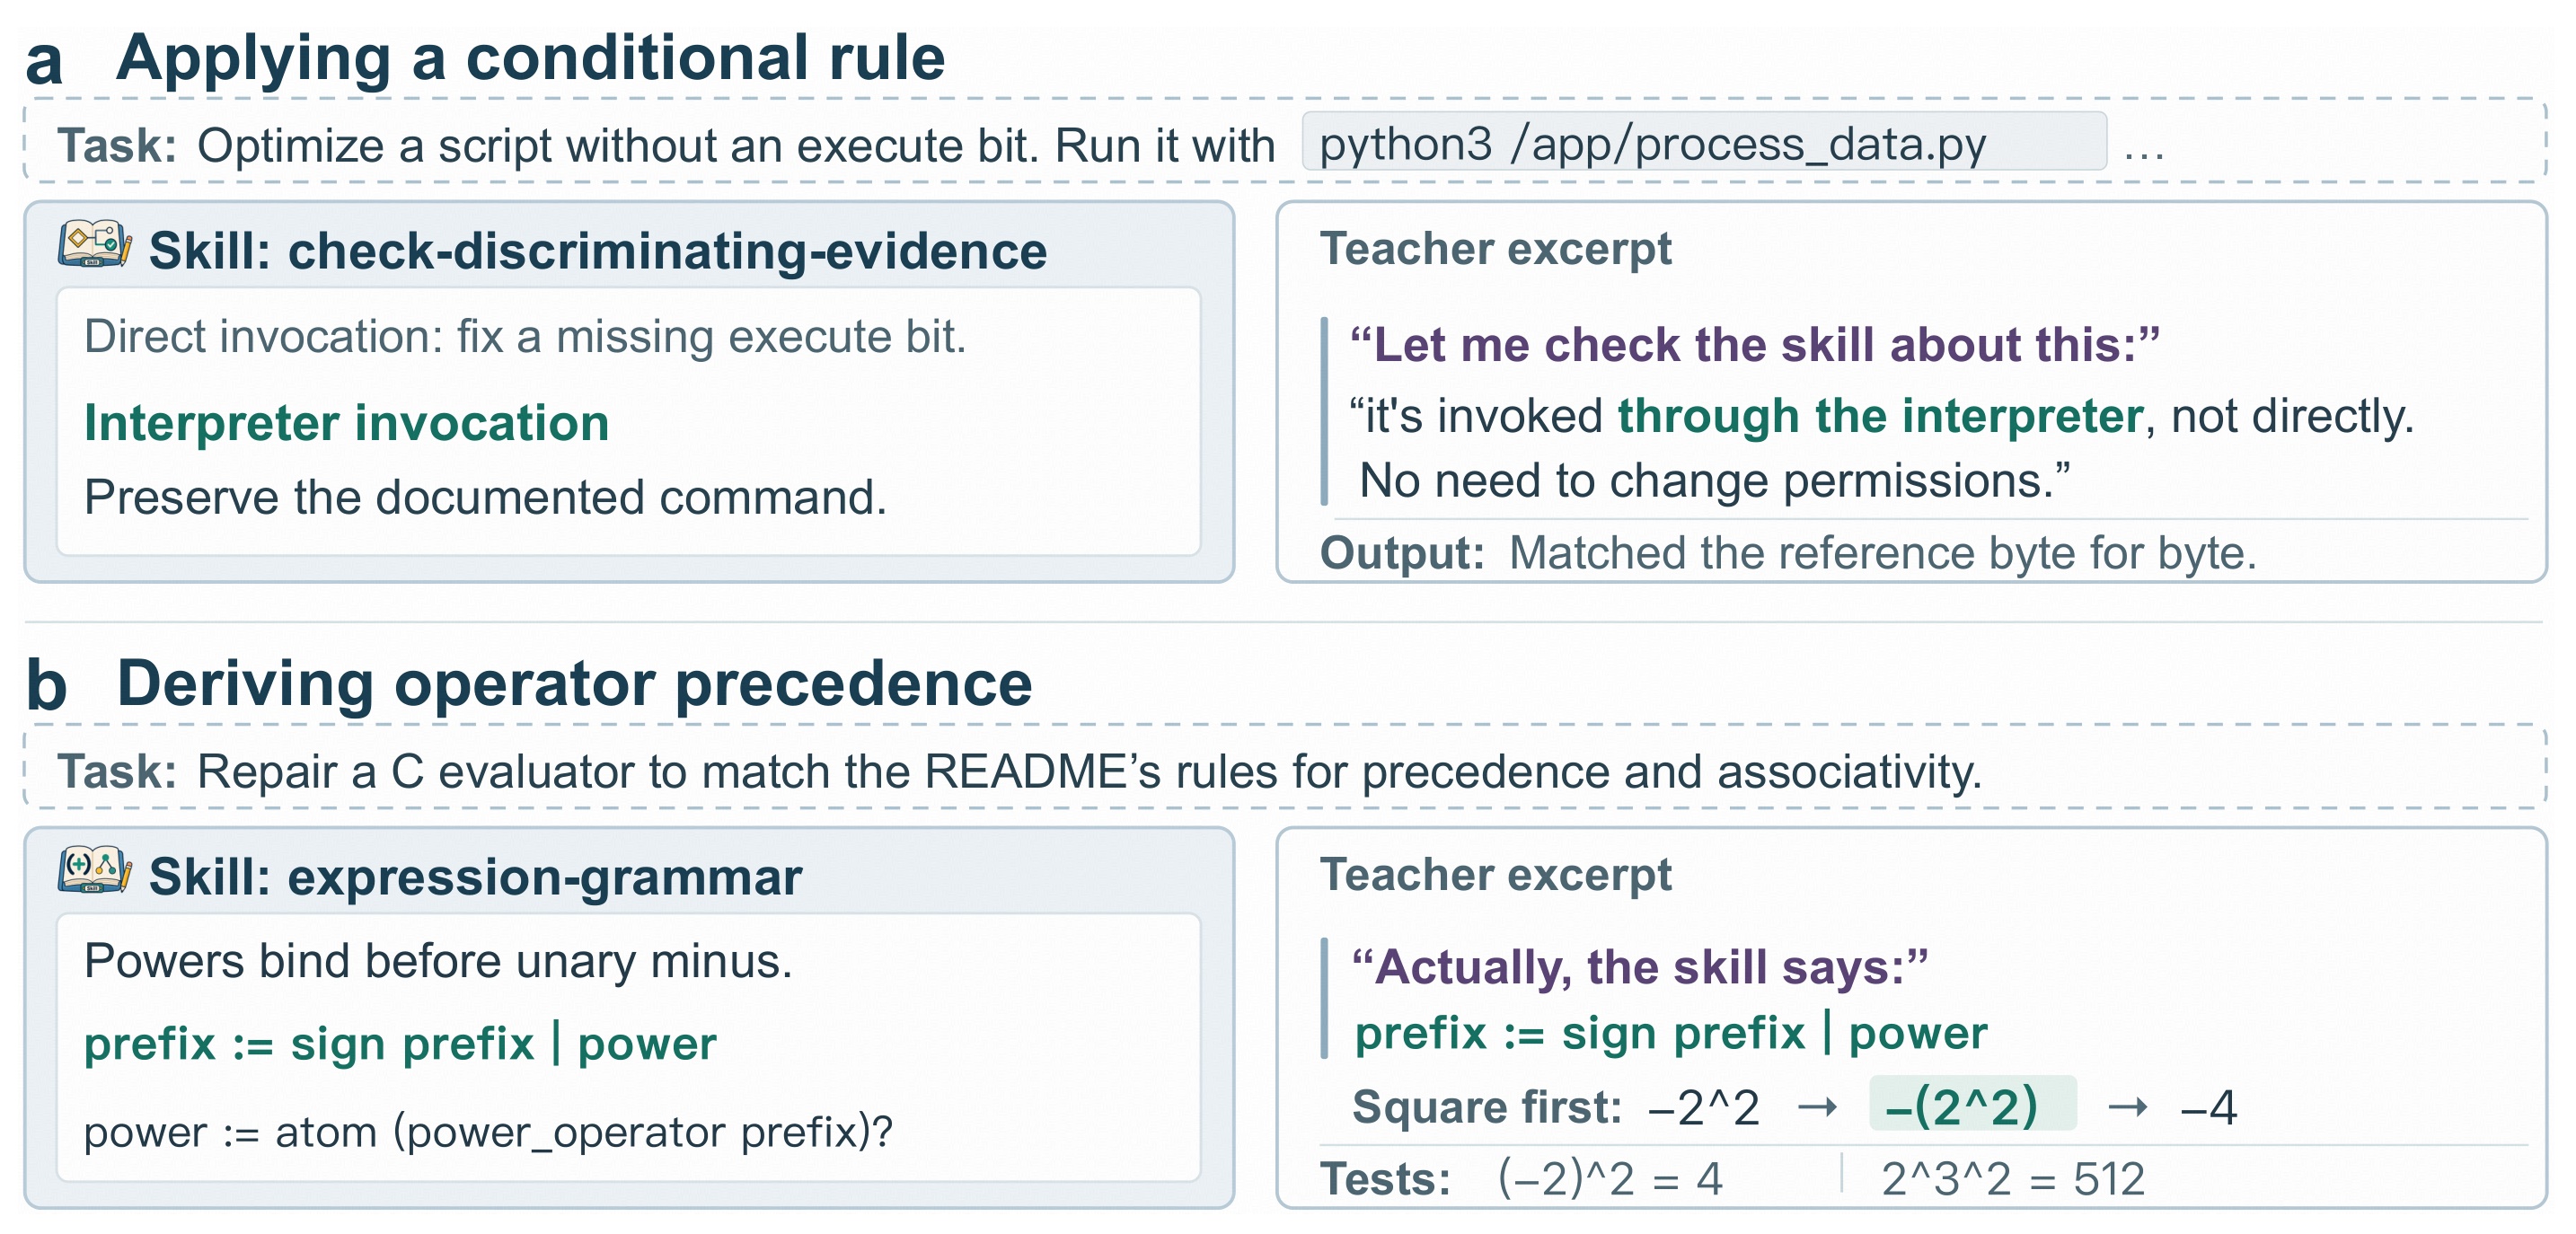 a Applying a conditional rule
Task: Optimize a script without an execute bit. Run it with python3 /app/process_data.py ...
Skill: check-discriminating-evidence
Direct invocation: fix a missing execute bit.
Interpreter invocation
Preserve the documented command.
Teacher excerpt
“Let me check the skill about this:”
“it's invoked through the interpreter, not directly.
No need to change permissions.”
Output: Matched the reference byte for byte.
b Deriving operator precedence
Task: Repair a C evaluator to match the README’s rules for precedence and associativity.
Skill: expression-grammar
Powers bind before unary minus.
prefix := sign prefix | power
power := atom (power_operator prefix)?
Teacher excerpt
“Actually, the skill says:”
prefix := sign prefix | power
Square first: −2^2 → −(2^2) → −4
Tests: (−2)^2 = 4 | 2^3^2 = 512